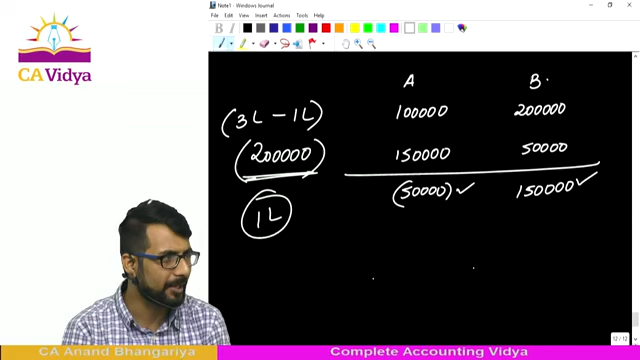 CA Vidya
Note1 - Windows Journal
File Edit View Insert Actions Tools Help
B I
A B
(3L - 1L) 100000 200000
(200000) 150000 50000
(50000) ✓ 150000 ✓
1L
12 / 12
CA Anand Bhangariya
Complete Accounting Vidya